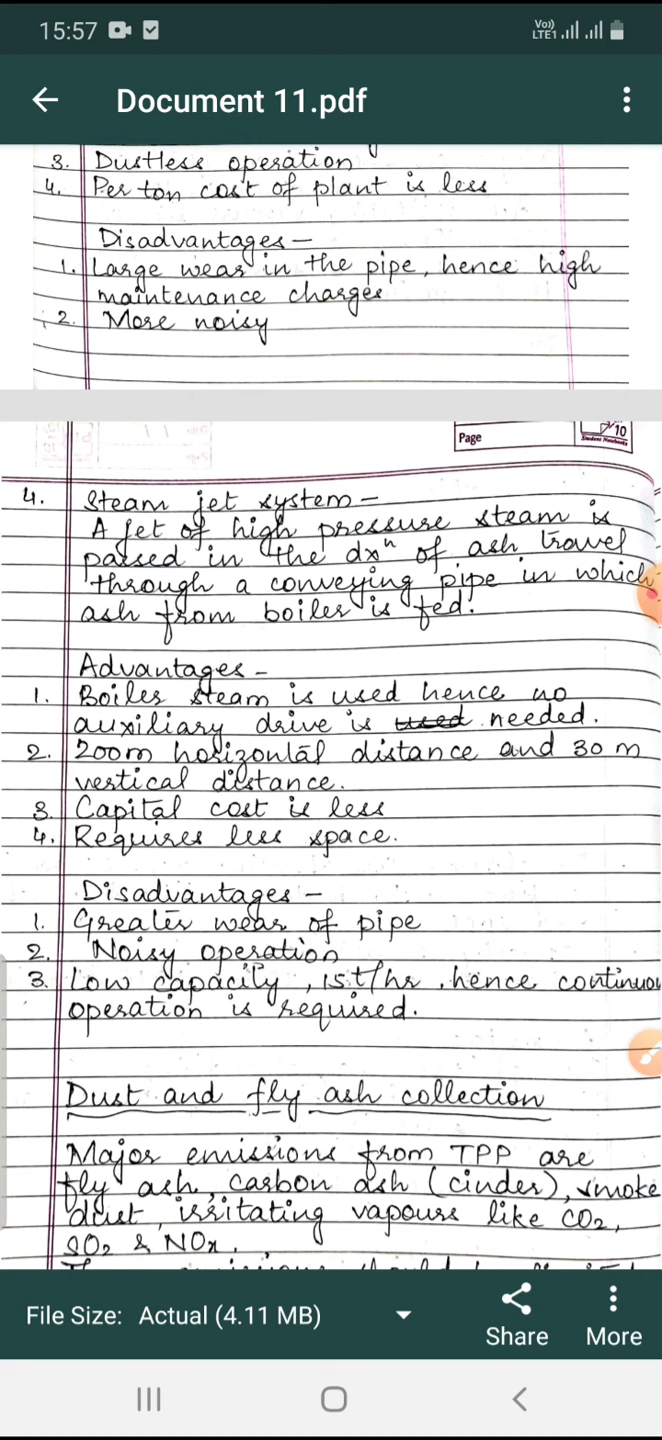 15:57
Vo)) LTE1
Document 11.pdf
3. Dustless operation
4. Per ton cost of plant is less
Disadvantages -
1. Large wear in the pipe, hence high
maintenance charges
2. More noisy
Page
10
Student Notebooks
4. Steam jet system -
A jet of high pressure steam is
passed in the dxⁿ of ash travel
through a conveying pipe in which
ash from boiler is fed.
Advantages -
1. Boiler steam is used hence no
auxiliary drive is used needed.
2. 200m horizontal distance and 30 m
vertical distance.
3. Capital cost is less
4. Requires less space.
Disadvantages -
1. Greater wear of pipe
2. Noisy operation
3. Low capacity, 15 t/hr, hence continuou
operation is required.
Dust and fly ash collection
Major emissions from TPP are
fly ash, carbon ash (cinder), smoke
dust, irritating vapours like CO2,
SO2 & NOx.
File Size: Actual (4.11 MB)
Share
More